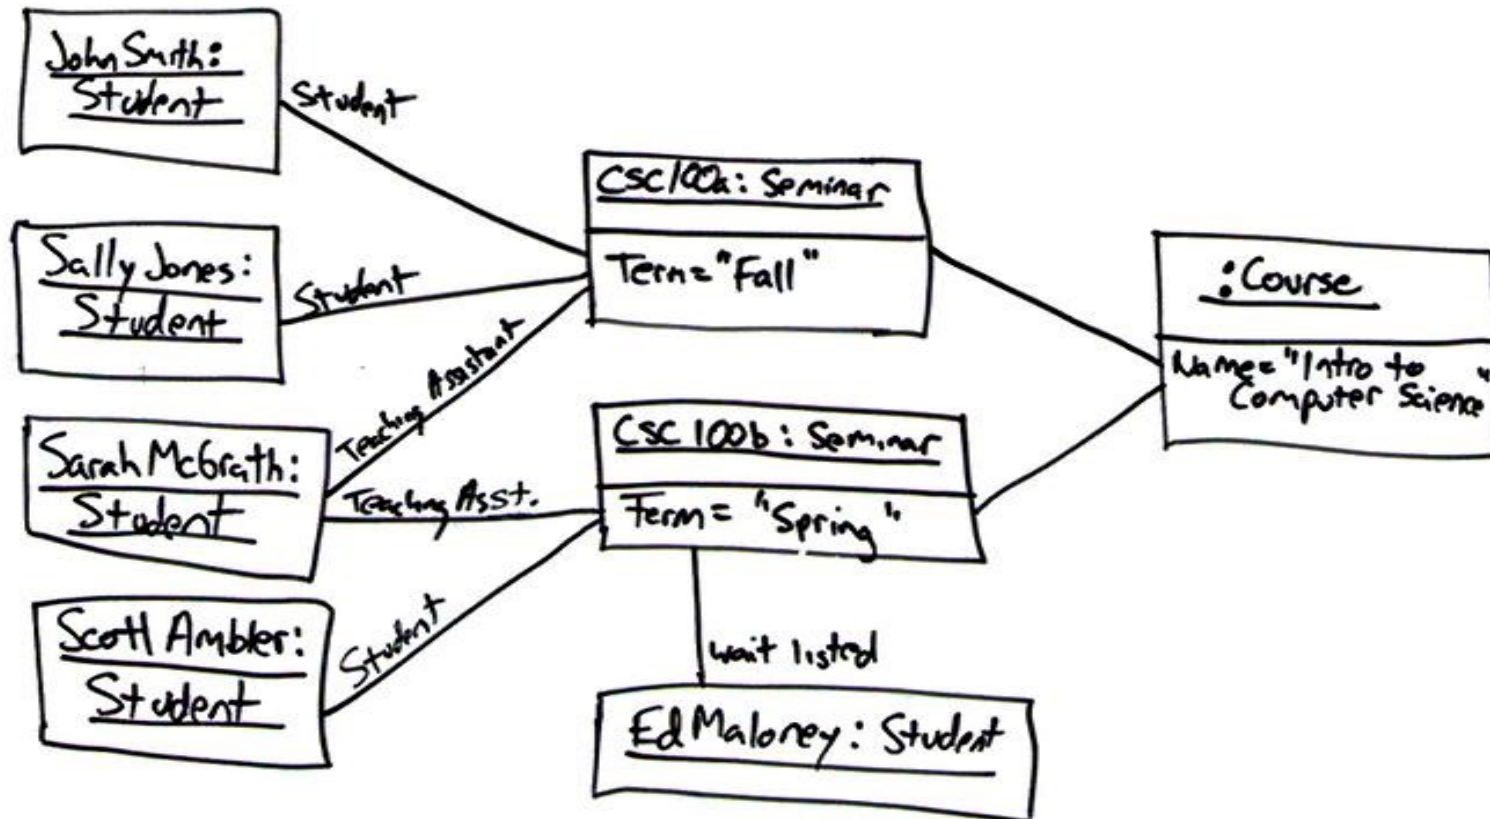 John Smith:
Student
Student
Sally Jones:
Student
Student
Sarah McGrath:
Student
Teaching Assistant
Teaching Asst.
Scott Ambler:
Student
Student
CSC100a: Seminar
Term="Fall"
CSC 100b: Seminar
Term= "Spring"
wait listed
Ed Maloney: Student
:Course
Name="Intro to
Computer Science"